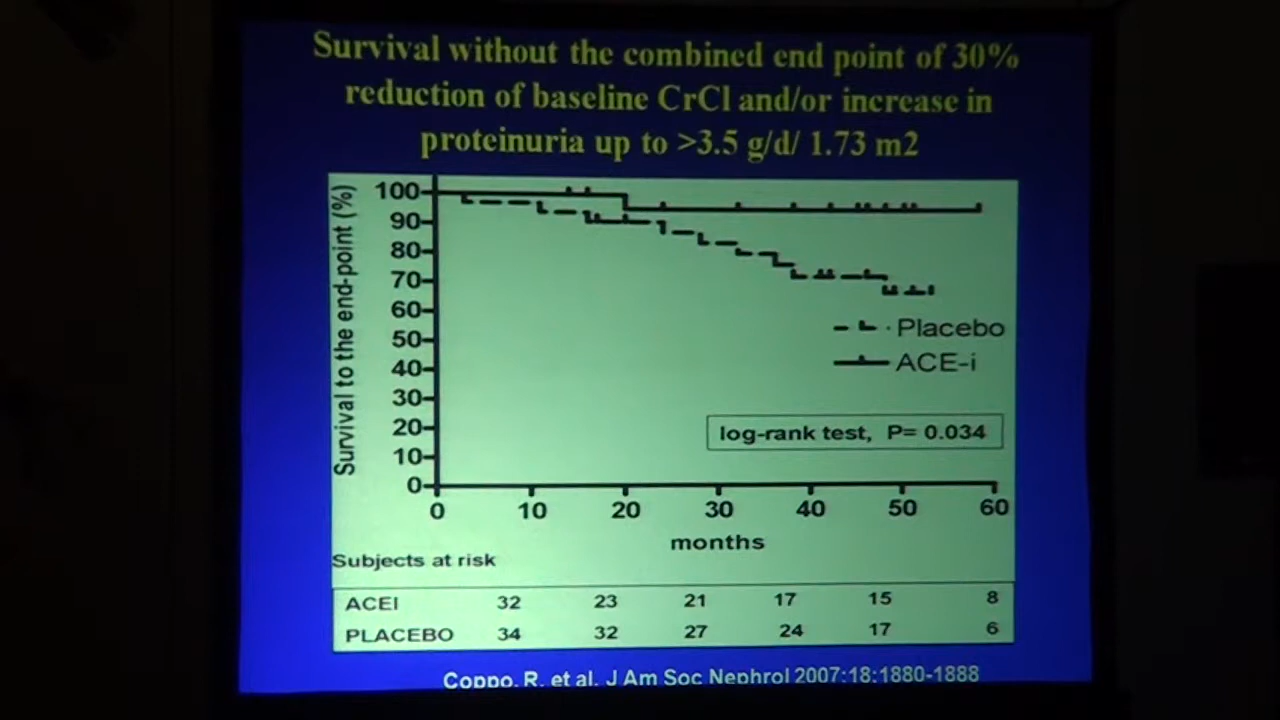 Survival without the combined end point of 30%
reduction of baseline CrCl and/or increase in
proteinuria up to >3.5 g/d/ 1.73 m2
Survival to the end-point (%)
100
90
80
70
60
50
40
30
20
10
0
0 10 20 30 40 50 60
months
Placebo
ACE-i
log-rank test, P= 0.034
Subjects at risk
ACEI 32 23 21 17 15 8
PLACEBO 34 32 27 24 17 6
Coppo, R. et al. J Am Soc Nephrol 2007;18:1880-1888